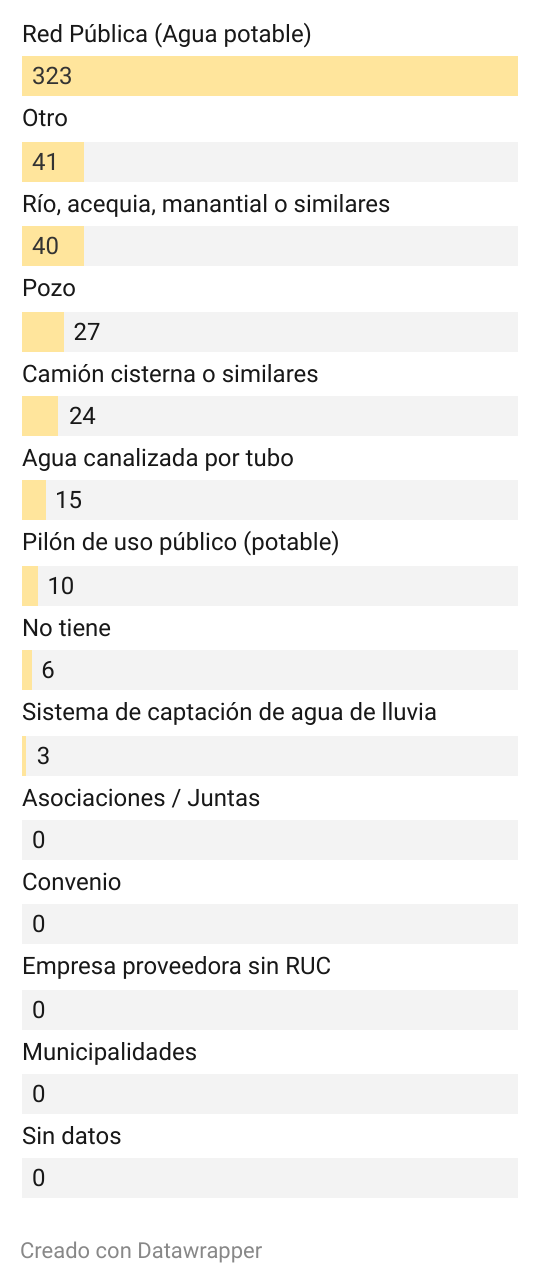 Red Pública (Agua potable)
323
Otro
41
Río, acequia, manantial o similares
40
Pozo
27
Camión cisterna o similares
24
Agua canalizada por tubo
15
Pilón de uso público (potable)
10
No tiene
6
Sistema de captación de agua de lluvia
3
Asociaciones / Juntas
0
Convenio
0
Empresa proveedora sin RUC
0
Municipalidades
0
Sin datos
0
Creado con Datawrapper